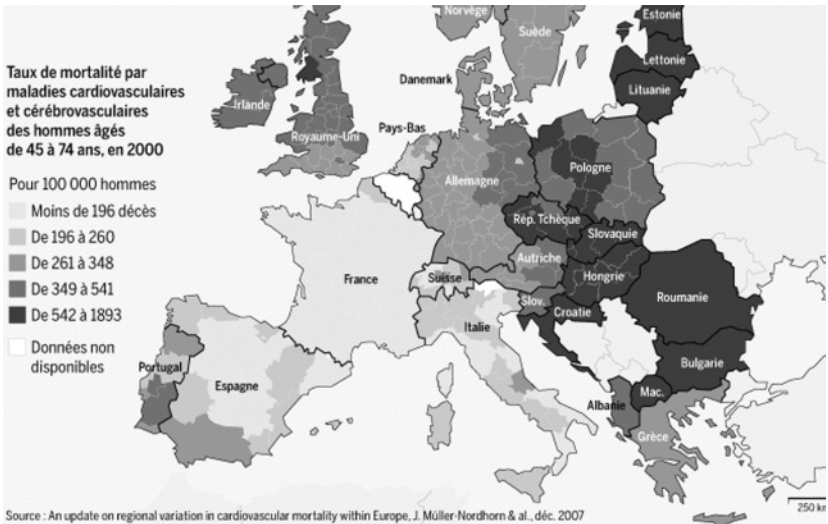 Taux de mortalité par
maladies cardiovasculaires
et cérébrovasculaires
des hommes âgés
de 45 à 74 ans, en 2000
Pour 100 000 hommes
Moins de 196 décès
De 196 à 260
De 261 à 348
De 349 à 541
De 542 à 1893
Données non
disponibles
Norvège
Suède
Estonie
Lettonie
Lituanie
Danemark
Irlande
Royaume-Uni
Pays-Bas
Allemagne
Pologne
Rép. Tchèque
Slovaquie
Autriche
Hongrie
France
Suisse
Slov.
Croatie
Roumanie
Italie
Bulgarie
Portugal
Espagne
Albanie
Mac.
Grèce
250 km
Source : An update on regional variation in cardiovascular mortality within Europe, J. Müller-Nordhorn & al., déc. 2007